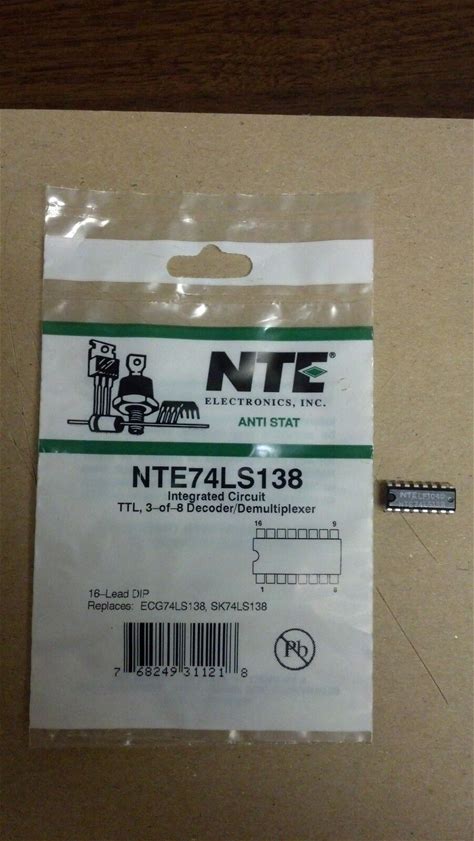 NTE®
ELECTRONICS, INC.
ANTI STAT
NTE74LS138
Integrated Circuit
TTL, 3–of–8 Decoder/Demultiplexer
16 9
1 8
16–Lead DIP
Replaces: ECG74LS138, SK74LS138
Pb
7 68249 31121 8
NTE